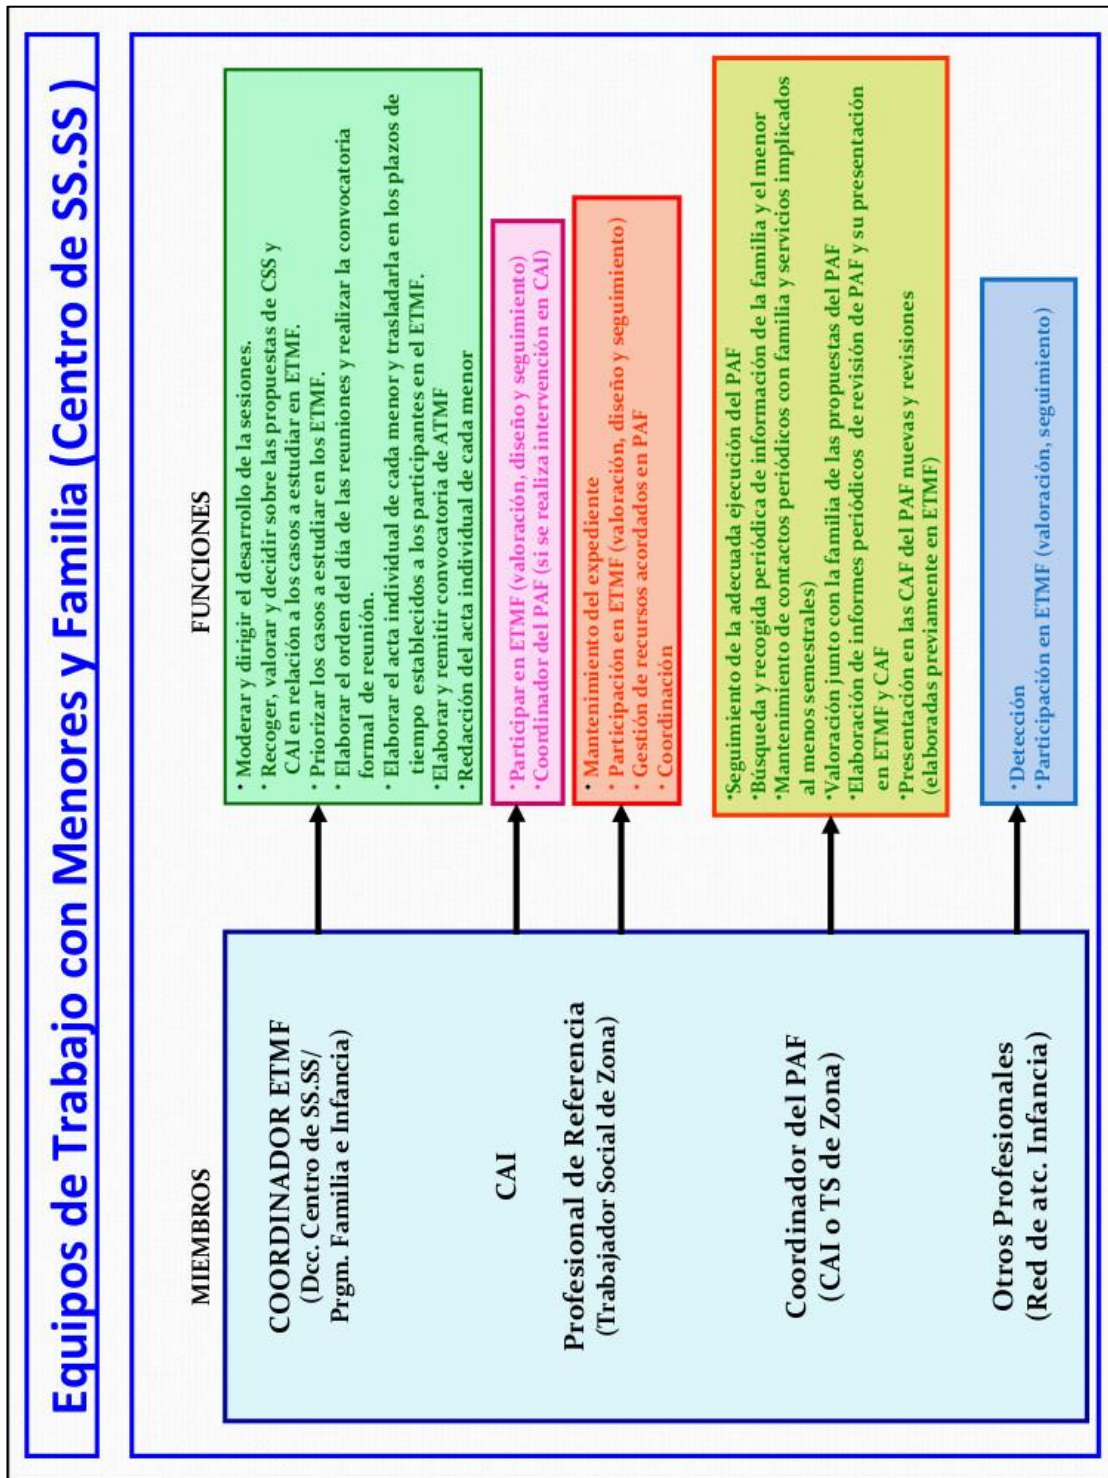 Equipos de Trabajo con Menores y Familia (Centro de SS.SS )
MIEMBROS
FUNCIONES
COORDINADOR ETMF
(Dcc. Centro de SS.SS/
Prgm. Familia e Infancia)
• Moderar y dirigir el desarrollo de la sesiones.
• Recoger, valorar y decidir sobre las propuestas de CSS y
CAI en relación a los casos a estudiar en ETMF.
• Priorizar los casos a estudiar en los ETMF.
• Elaborar el orden del día de las reuniones y realizar la convocatoria
formal de reunión.
• Elaborar el acta individual de cada menor y trasladarla en los plazos de
tiempo establecidos a los participantes en el ETMF.
•Elaborar y remitir convocatoria de ATMF
•Redacción del acta individual de cada menor
CAI
•Participar en ETMF (valoración, diseño y seguimiento)
•Coordinador del PAF (si se realiza intervención en CAI)
Profesional de Referencia
(Trabajador Social de Zona)
• Mantenimiento del expediente
• Participación en ETMF (valoración, diseño y seguimiento)
• Gestión de recursos acordados en PAF
• Coordinación
Coordinador del PAF
(CAI o TS de Zona)
•Seguimiento de la adecuada ejecución del PAF
•Búsqueda y recogida periódica de información de la familia y el menor
•Mantenimiento de contactos periódicos con familia y servicios implicados
al menos semestrales)
•Valoración junto con la familia de las propuestas del PAF
•Elaboración de informes periódicos de revisión de PAF y su presentación
en ETMF y CAF
•Presentación en las CAF del PAF nuevas y revisiones
(elaboradas previamente en ETMF)
Otros Profesionales
(Red de atc. Infancia)
•Detección
•Participación en ETMF (valoración, seguimiento)